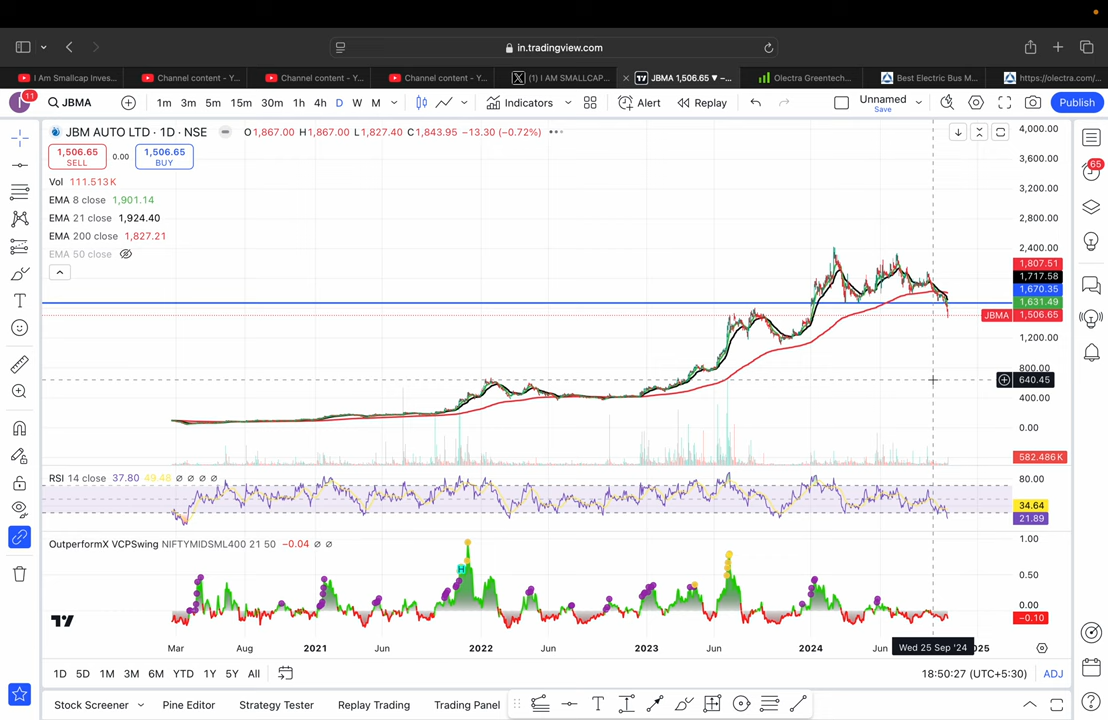 in.tradingview.com
I Am Smallcap Inves...
Channel content - Y...
Channel content - Y...
Channel content - Y...
(1) I AM SMALLCAP...
JBMA 1,506.65 ▼ −...
Olectra Greentech...
Best Electric Bus M...
https://olectra.com/...
11
JBMA
1m 3m 5m 15m 30m 1h 4h D W M
Indicators
Alert
Replay
Unnamed
Save
Publish
JBM AUTO LTD · 1D · NSE
O1,867.00 H1,867.00 L1,827.40 C1,843.95 −13.30 (−0.72%)
1,506.65
SELL
0.00
1,506.65
BUY
Vol 111.513K
EMA 8 close 1,901.14
EMA 21 close 1,924.40
EMA 200 close 1,827.21
EMA 50 close
4,000.00
3,600.00
3,200.00
2,800.00
2,400.00
1,807.51
1,717.58
1,670.35
1,631.49
JBMA 1,506.65
1,200.00
800.00
640.45
400.00
0.00
582.486K
65
RSI 14 close 37.80 49.48 ∅ ∅ ∅ ∅
80.00
34.64
21.89
OutperformX VCPSwing NIFTYMIDSML400 21 50 −0.04 ∅ ∅
H
1.00
0.50
0.00
−0.10
Mar Aug 2021 Jun 2022 Jun 2023 Jun 2024 Jun Wed 25 Sep '24
1D 5D 1M 3M 6M YTD 1Y 5Y All
18:50:27 (UTC+5:30) ADJ
Stock Screener
Pine Editor
Strategy Tester
Replay Trading
Trading Panel